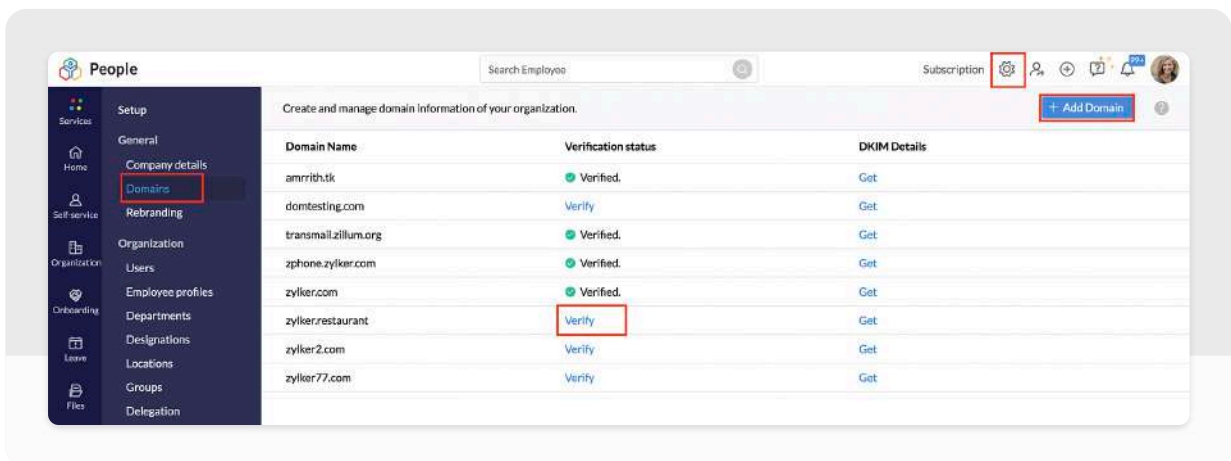 People
Search Employee
Subscription
99+
Services
Home
Self-service
Organization
Onboarding
Leave
Files
Setup
General
Company details
Domains
Rebranding
Organization
Users
Employee profiles
Departments
Designations
Locations
Groups
Delegation
Create and manage domain information of your organization.
+ Add Domain
Domain Name Verification status DKIM Details
amrrith.tk Verified. Get
domtesting.com Verify Get
transmail.zillum.org Verified. Get
zphone.zylker.com Verified. Get
zylker.com Verified. Get
zylker.restaurant Verify Get
zylker2.com Verify Get
zylker77.com Verify Get